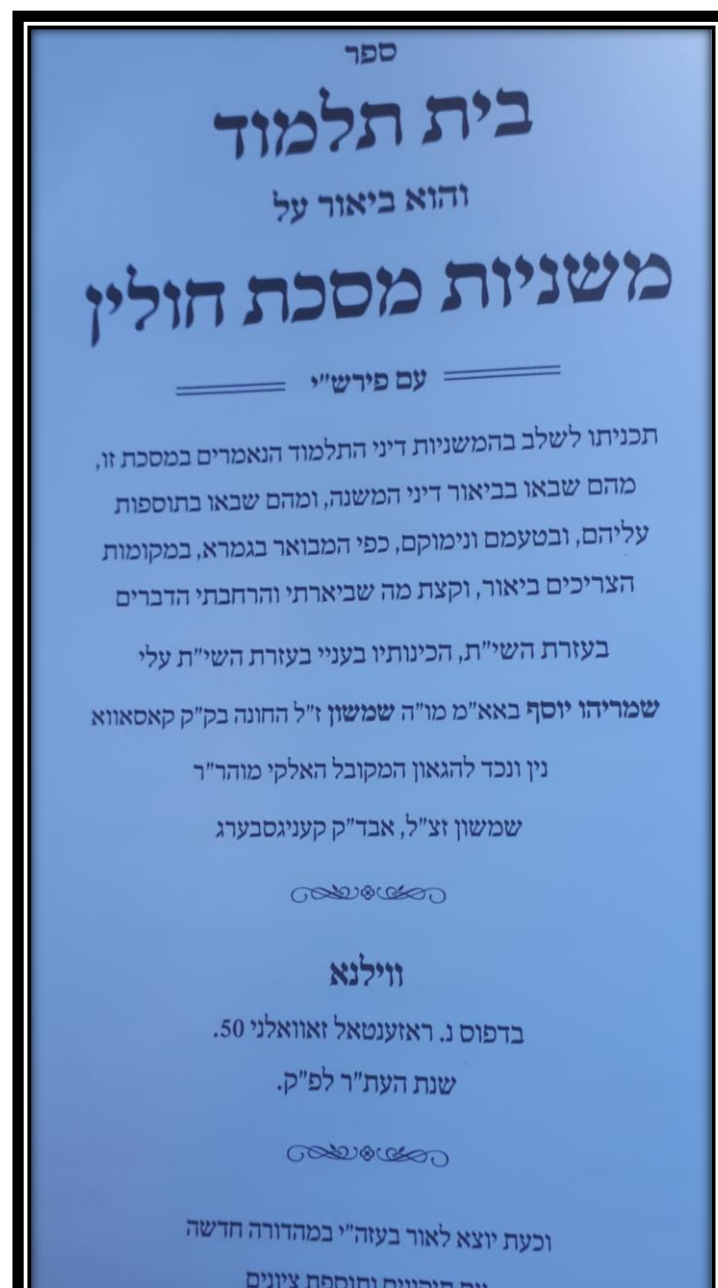 ספר
בית תלמוד
והוא ביאור על
משניות מסכת חולין
עם פירש"י
תכניתו לשלב בהמשניות דיני התלמוד הנאמרים במסכת זו,
מהם שבאו בביאור דיני המשנה, ומהם שבאו בתוספות
עליהם, ובטעמם ונימוקם, כפי המבואר בגמרא, במקומות
הצריכים ביאור, וקצת מה שביארתי והרחבתי הדברים
בעזרת השי"ת, הכינותיו בעניי בעזרת השי"ת עלי
שמריהו יוסף באא"מ מו"ה שמשון ז"ל החונה בק"ק קאסאווא
נין ונכד להגאון המקובל האלקי מוהר"ר
שמשון זצ"ל, אבד"ק קעניגסבערג
ווילנא
בדפוס נ. ראזענטאל זאוואלני 50.
שנת העת"ר לפ"ק.
וכעת יוצא לאור בעזה"י במהדורה חדשה
עם תיקונים ותוספת ציונים